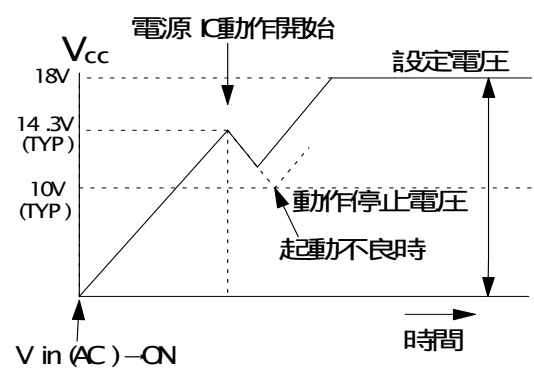 電源 IC動作開始
Vcc
18V
設定電圧
14.3V
(TYP)
10V
(TYP)
動作停止電圧
起動不良時
時間
Vin(AC)→ON